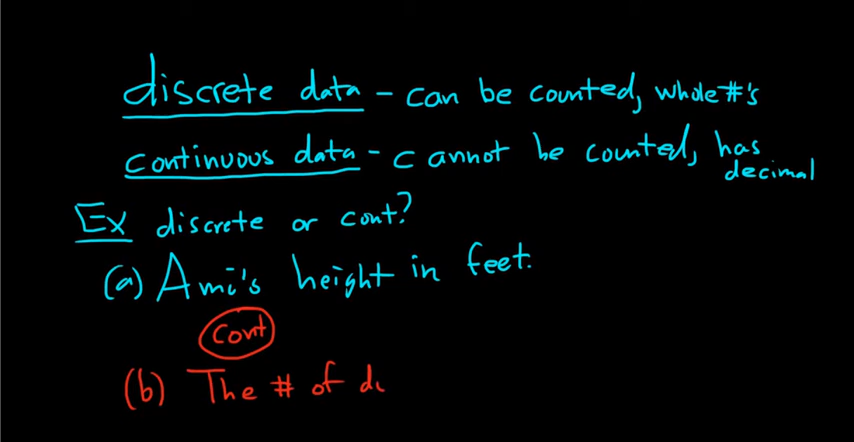 discrete data - can be counted, whole #'s
continuous data - cannot be counted, has decimal
Ex discrete or cont?
(a) Ami's height in feet.
cont
(b) The # of